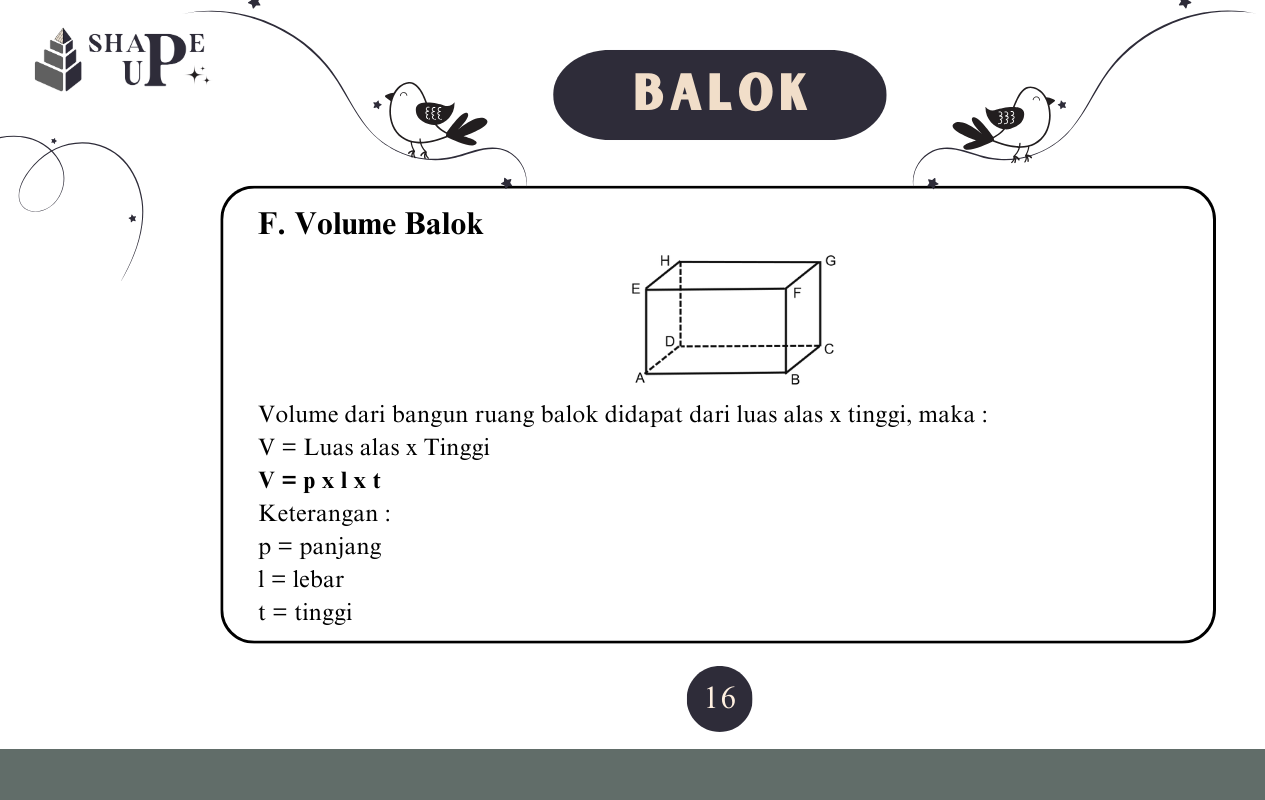 SHAPE
UP
BALOK
F. Volume Balok
H
G
E
F
D
C
A
B
Volume dari bangun ruang balok didapat dari luas alas x tinggi, maka :
V = Luas alas x Tinggi
V = p x l x t
Keterangan :
p = panjang
l = lebar
t = tinggi
16